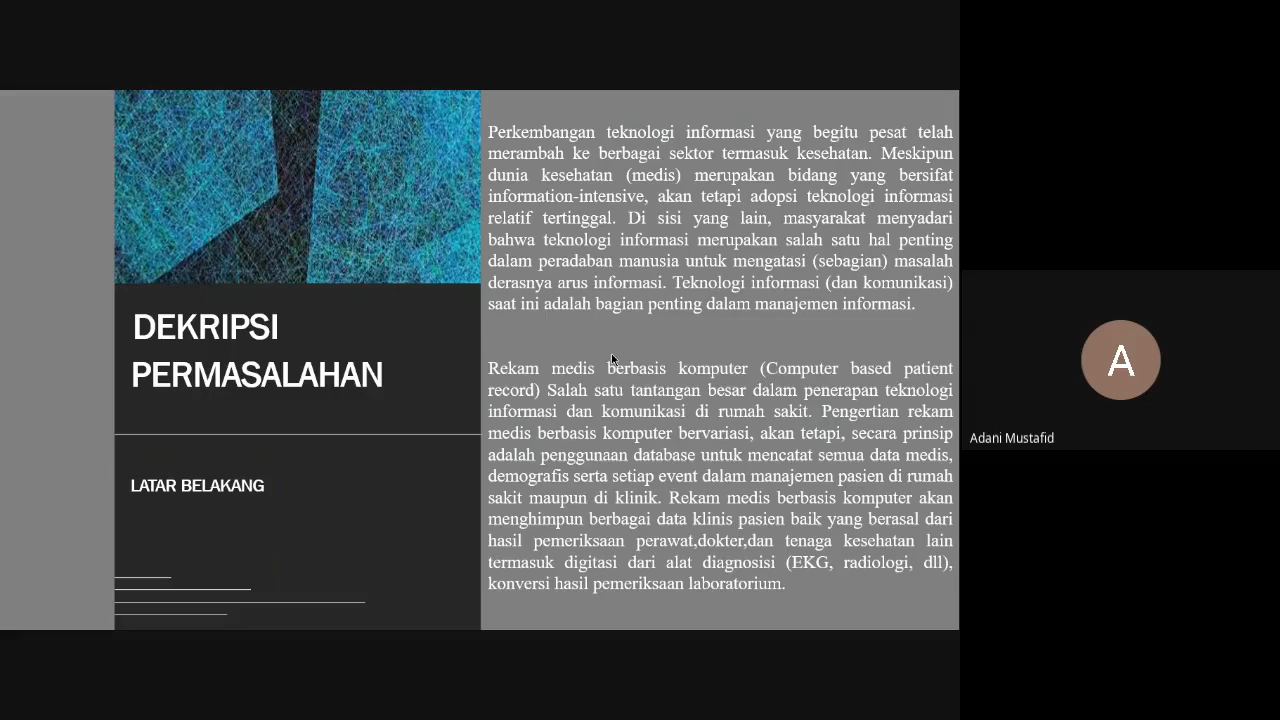 DEKRIPSI
PERMASALAHAN
LATAR BELAKANG
Perkembangan teknologi informasi yang begitu pesat telah
merambah ke berbagai sektor termasuk kesehatan. Meskipun
dunia kesehatan (medis) merupakan bidang yang bersifat
information-intensive, akan tetapi adopsi teknologi informasi
relatif tertinggal. Di sisi yang lain, masyarakat menyadari
bahwa teknologi informasi merupakan salah satu hal penting
dalam peradaban manusia untuk mengatasi (sebagian) masalah
derasnya arus informasi. Teknologi informasi (dan komunikasi)
saat ini adalah bagian penting dalam manajemen informasi.
Rekam medis berbasis komputer (Computer based patient
record) Salah satu tantangan besar dalam penerapan teknologi
informasi dan komunikasi di rumah sakit. Pengertian rekam
medis berbasis komputer bervariasi, akan tetapi, secara prinsip
adalah penggunaan database untuk mencatat semua data medis,
demografis serta setiap event dalam manajemen pasien di rumah
sakit maupun di klinik. Rekam medis berbasis komputer akan
menghimpun berbagai data klinis pasien baik yang berasal dari
hasil pemeriksaan perawat,dokter,dan tenaga kesehatan lain
termasuk digitasi dari alat diagnosisi (EKG, radiologi, dll),
konversi hasil pemeriksaan laboratorium.
A
Adani Mustafid